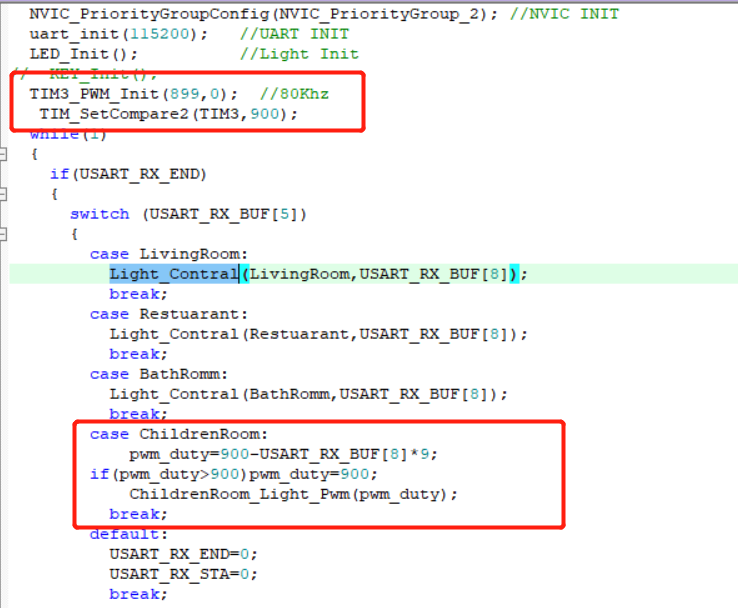 NVIC_PriorityGroupConfig(NVIC_PriorityGroup_2); //NVIC INIT
uart_init(115200);   //UART INIT
LED_Init();          //Light Init
//  KEY_Init();
TIM3_PWM_Init(899,0);  //80Khz
TIM_SetCompare2(TIM3,900);
while(1)
{
if(USART_RX_END)
{
switch (USART_RX_BUF[5])
{
case LivingRoom:
Light_Contral(LivingRoom,USART_RX_BUF[8]);
break;
case Restuarant:
Light_Contral(Restuarant,USART_RX_BUF[8]);
break;
case BathRomm:
Light_Contral(BathRomm,USART_RX_BUF[8]);
break;
case ChildrenRoom:
pwm_duty=900-USART_RX_BUF[8]*9;
if(pwm_duty>900)pwm_duty=900;
ChildrenRoom_Light_Pwm(pwm_duty);
break;
default:
USART_RX_END=0;
USART_RX_STA=0;
break;